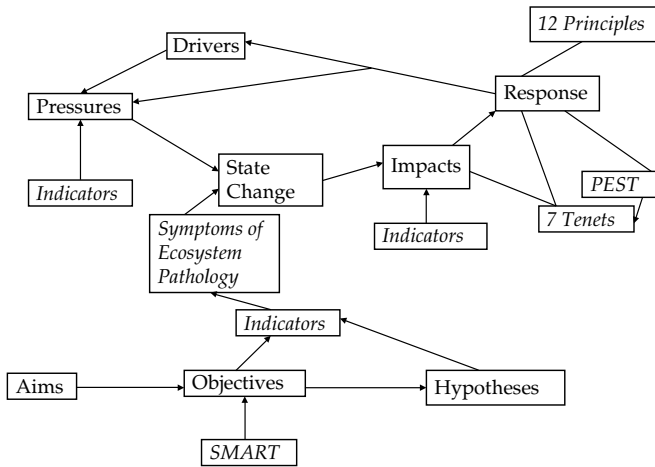 12 Principles
Drivers
Response
Pressures
State
Change
Impacts
Indicators
PEST
7 Tenets
Symptoms of
Ecosystem
Pathology
Indicators
Indicators
Aims
Objectives
Hypotheses
SMART